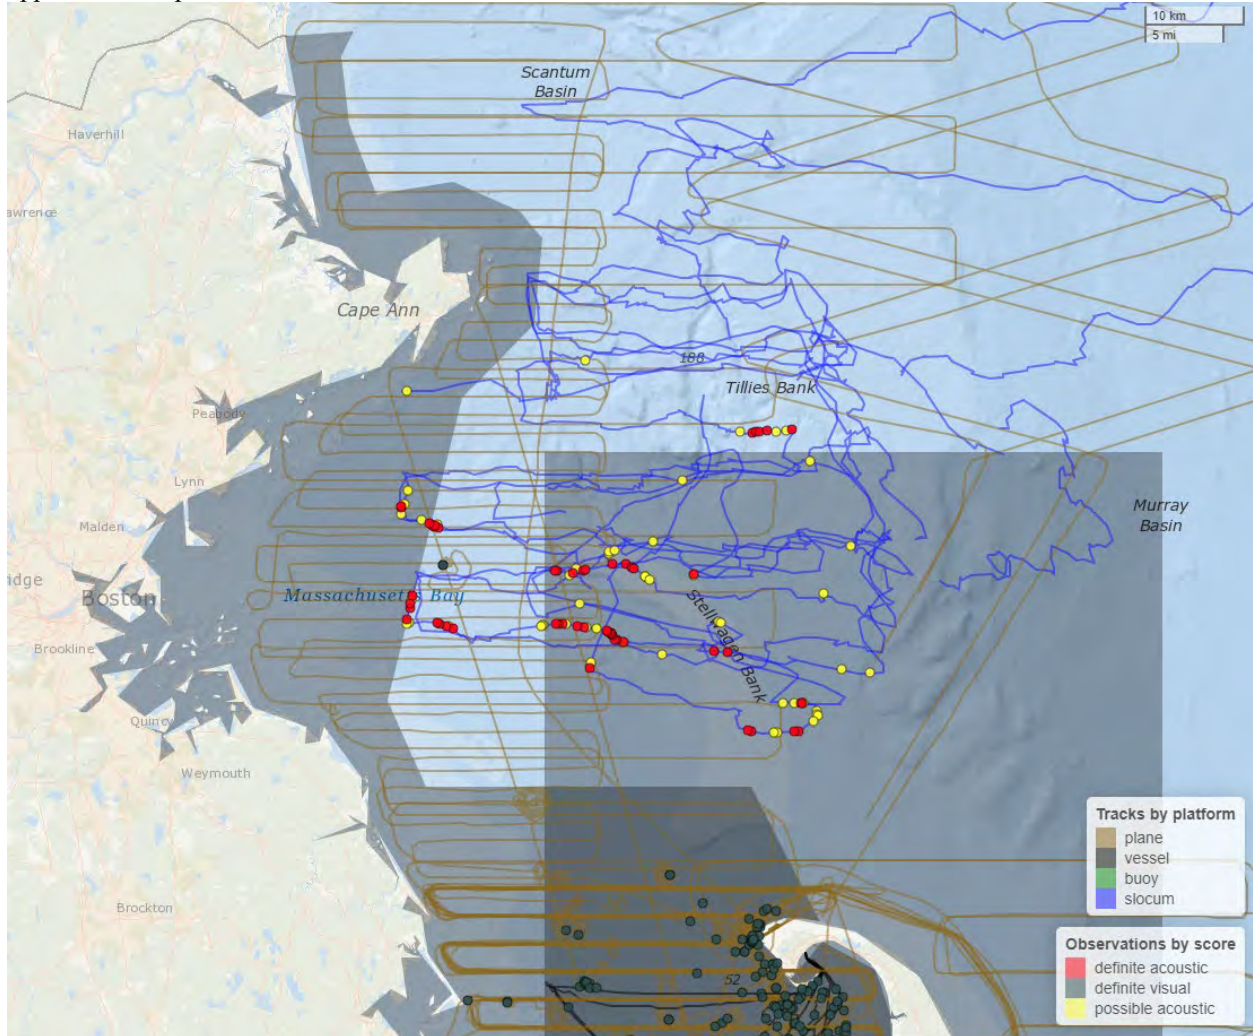 10 km
5 mi
Scantum
Basin
Haverhill
awrence
Cape Ann
188
Tillies Bank
Peabody
Lynn
Murray
Basin
Malden
ridge
Boston
Massachusetts Bay
Stellwagen Bank
Brookline
Quincy
Weymouth
Tracks by platform
plane
vessel
buoy
slocum
Brockton
Observations by score
definite acoustic
definite visual
possible acoustic
52